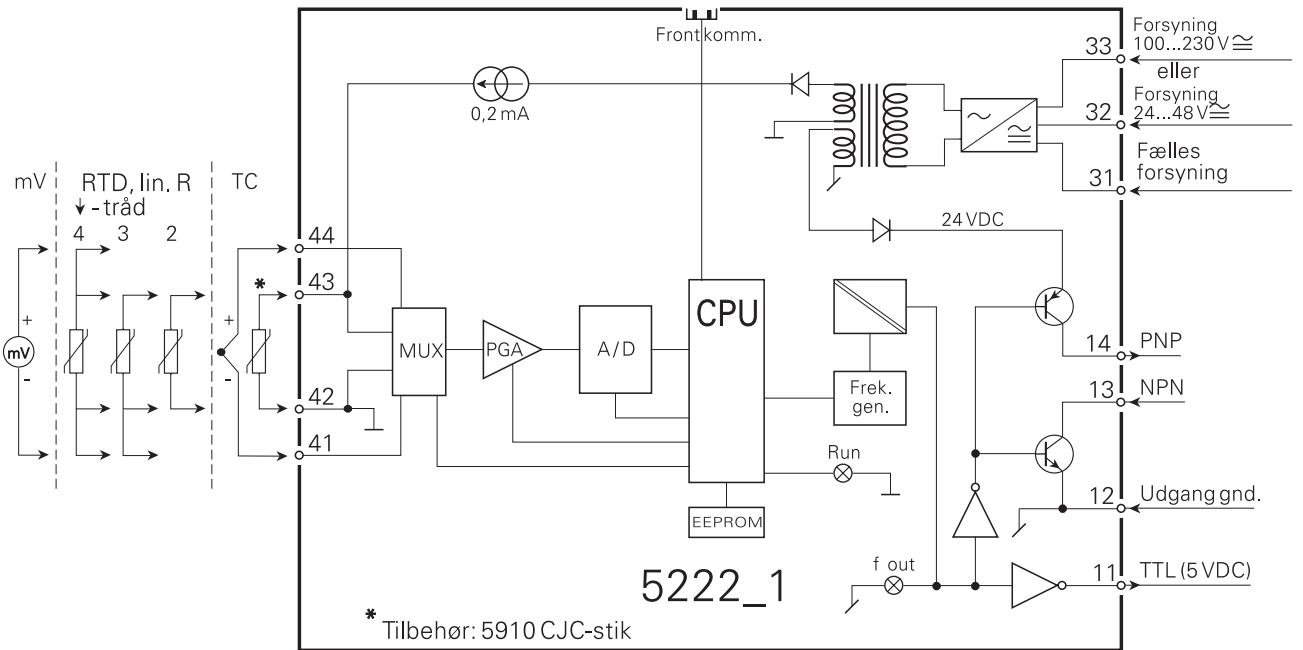 Frontkomm.
33
Forsyning
100...230 V ≂
eller
32
Forsyning
24...48 V ≂
31
Fælles
forsyning
0,2 mA
mV
RTD, lin. R
- tråd
4
3
2
TC
24 VDC
44
*
43
+
mV
-
+
-
42
41
MUX
PGA
A/D
CPU
Frek.
gen.
Run
EEPROM
14
PNP
13
NPN
12
Udgang gnd.
f out
11
TTL (5 VDC)
5222_1
* Tilbehør: 5910 CJC-stik